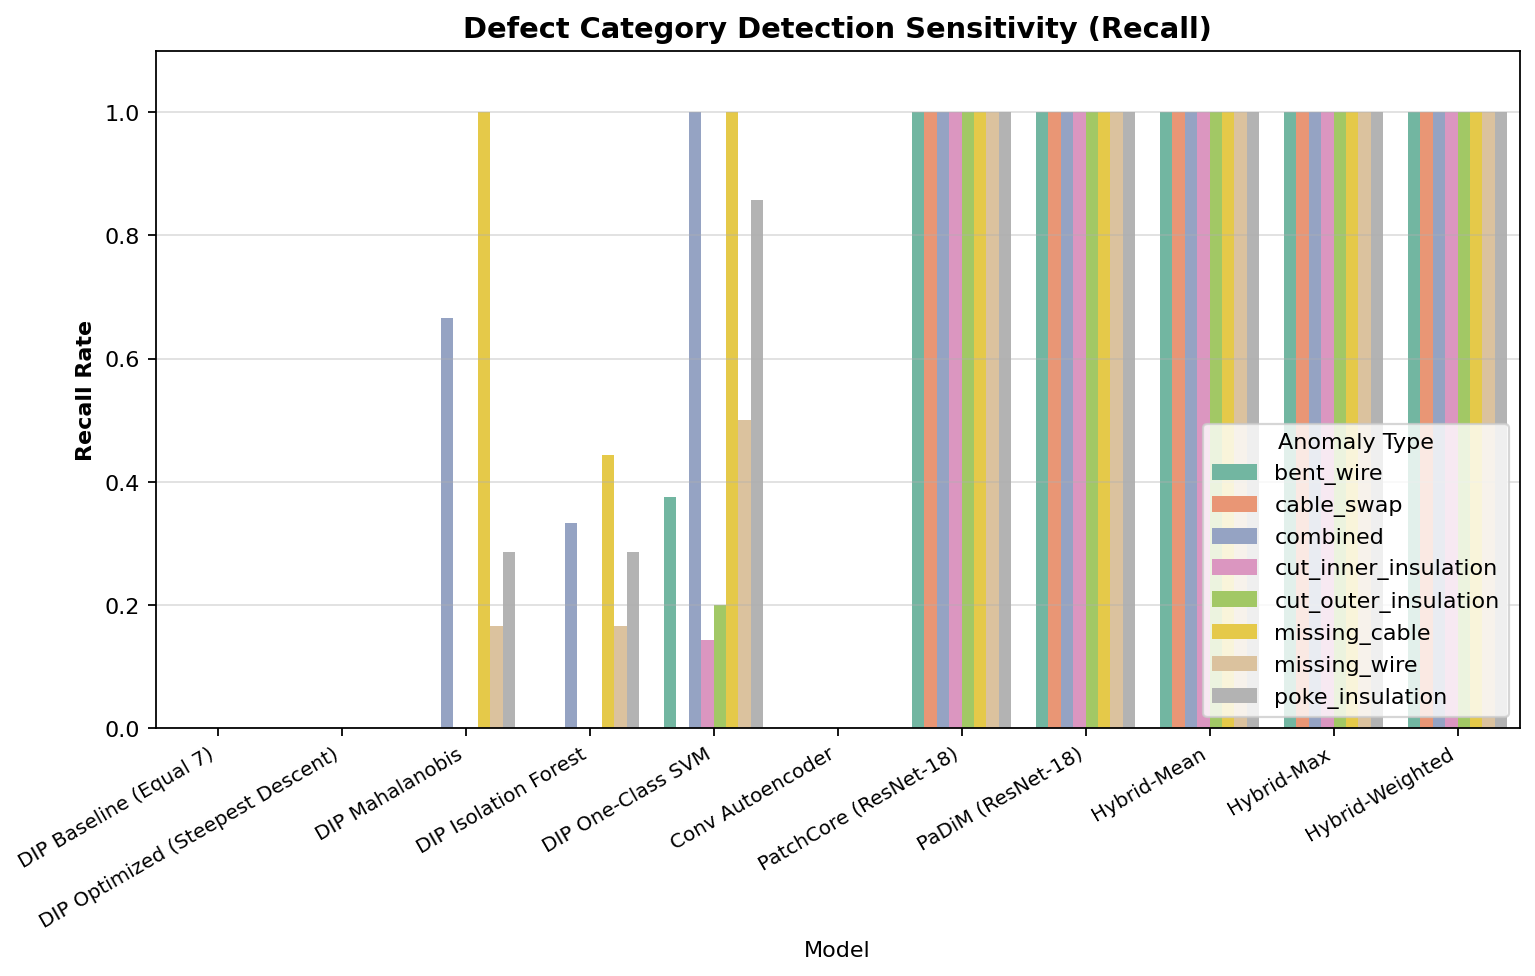 Defect Category Detection Sensitivity (Recall)
Recall Rate
1.0
0.8
0.6
0.4
0.2
0.0
Anomaly Type
bent_wire
cable_swap
combined
cut_inner_insulation
cut_outer_insulation
missing_cable
missing_wire
poke_insulation
DIP Baseline (Equal 7)
DIP Optimized (Steepest Descent)
DIP Mahalanobis
DIP Isolation Forest
DIP One-Class SVM
Conv Autoencoder
PatchCore (ResNet-18)
PaDiM (ResNet-18)
Hybrid-Mean
Hybrid-Max
Hybrid-Weighted
Model